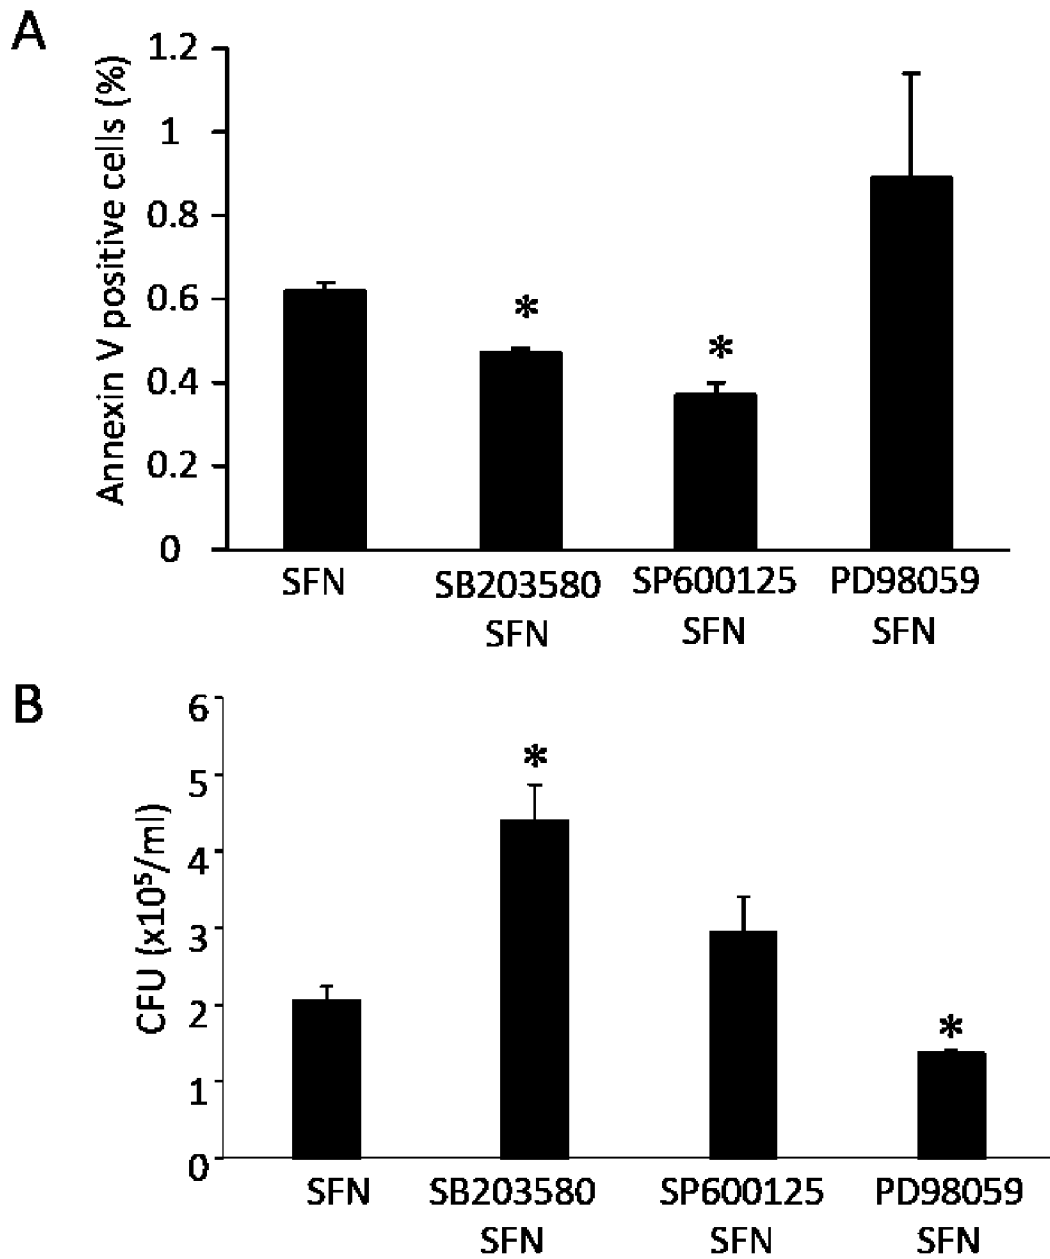 A
Annexin V positive cells (%)
1.2
1
0.8
0.6
0.4
0.2
0
*
*
SFN
SB203580
SFN
SP600125
SFN
PD98059
SFN
B
CFU (x10⁵/ml)
6
5
4
3
2
1
0
*
*
SFN
SB203580
SFN
SP600125
SFN
PD98059
SFN